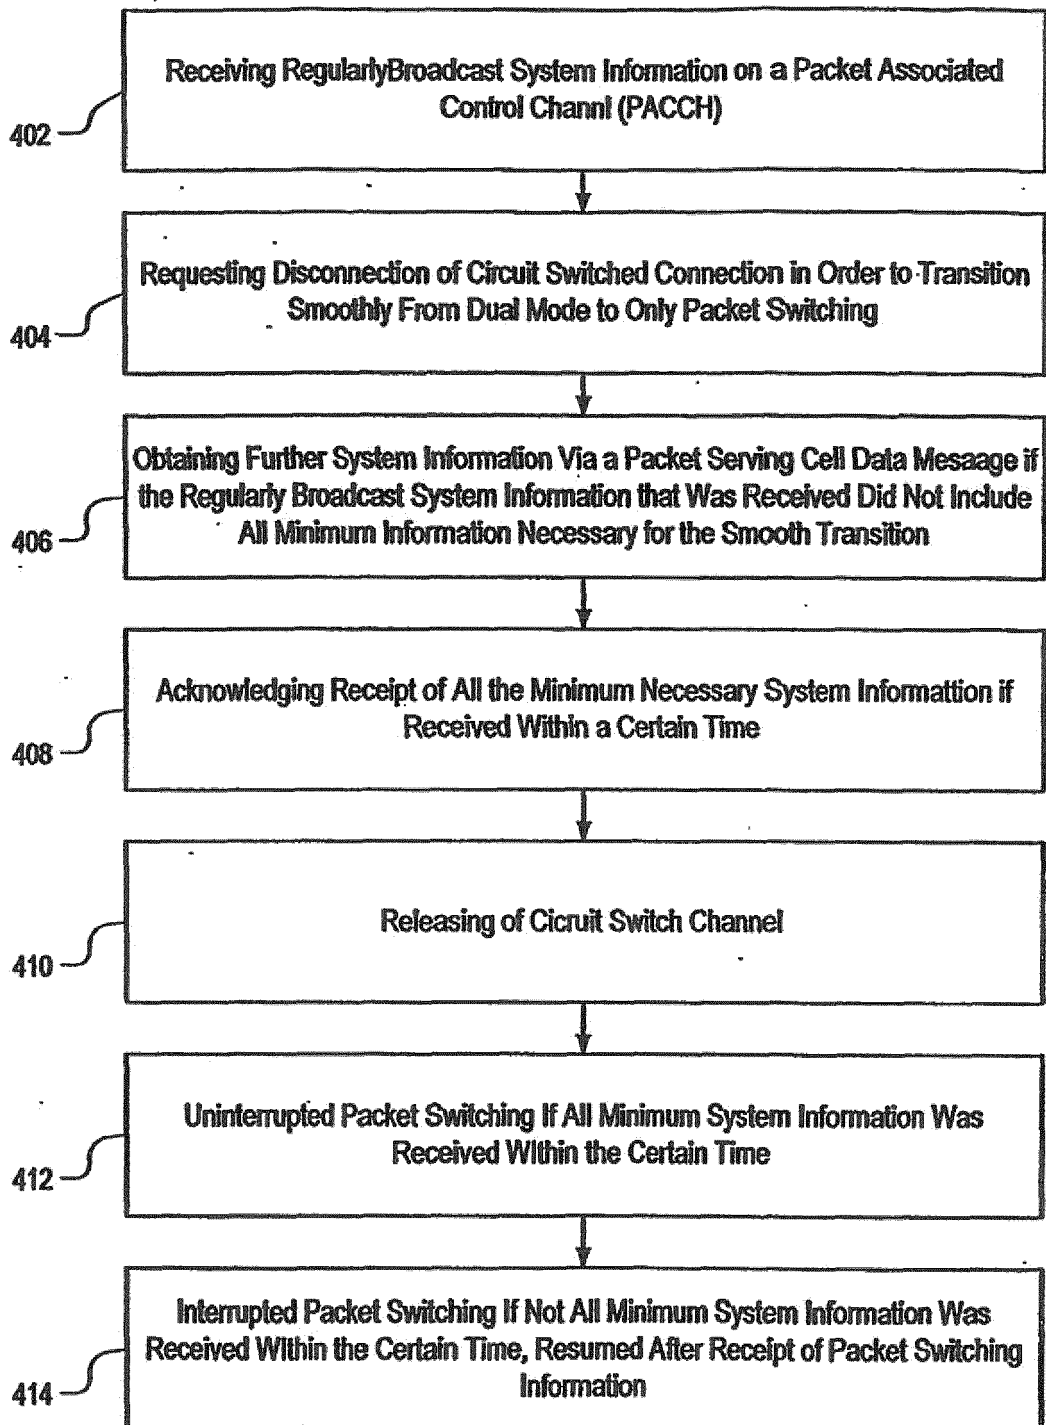 Receiving RegularlyBroadcast System Information on a Packet Associated
Control Channl (PACCH)
402
Requesting Disconnection of Circuit Switched Connection in Order to Transition
Smoothly From Dual Mode to Only Packet Switching
404
Obtaining Further System Information Via a Packet Serving Cell Data Mesaage if
the Regularly Broadcast System Information that Was Received Did Not Include
All Minimum Information Necessary for the Smooth Transition
406
Acknowledging Receipt of All the Minimum Necessary System Informattion if
Received Within a Certain Time
408
Releasing of Cicruit Switch Channel
410
Uninterrupted Packet Switching If All Minimum System Information Was
Received WIthin the Certain Time
412
Interrupted Packet Switching If Not All Minimum System Information Was
Received WIthin the Certain Time, Resumed After Receipt of Packet Switching
Information
414